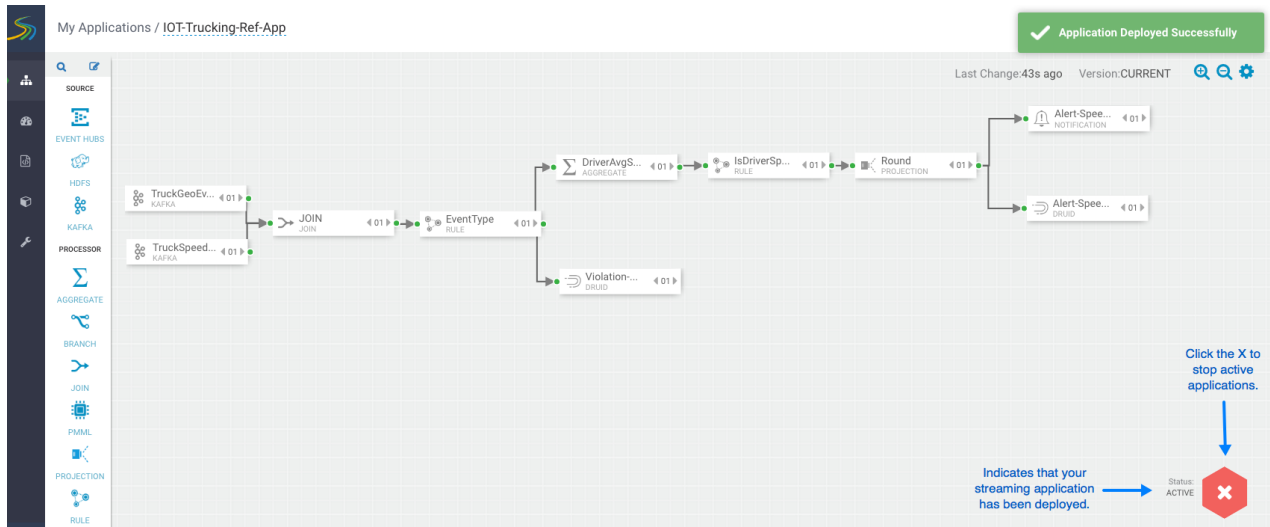 My Applications / IOT-Trucking-Ref-App
Application Deployed Successfully
Last Change:43s ago Version:CURRENT
SOURCE
EVENT HUBS
HDFS
KAFKA
PROCESSOR
AGGREGATE
BRANCH
JOIN
PMML
PROJECTION
RULE
TruckGeoEv... 01
KAFKA
TruckSpeed... 01
KAFKA
JOIN 01
JOIN
EventType 01
RULE
DriverAvgS... 01
AGGREGATE
IsDriverSp... 01
RULE
Round 01
PROJECTION
Alert-Spee... 01
NOTIFICATION
Alert-Spee... 01
DRUID
Violation-... 01
DRUID
Click the X to
stop active
applications.
Indicates that your
streaming application
has been deployed.
Status:
ACTIVE